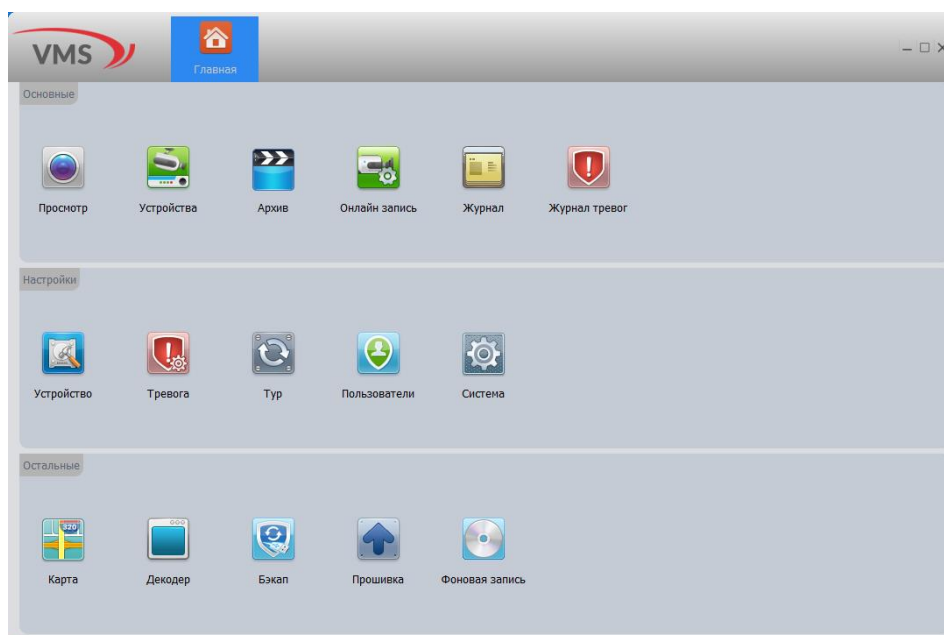 VMS
Главная
Основные
Просмотр
Устройства
Архив
Онлайн запись
Журнал
Журнал тревог
Настройки
Устройство
Тревога
Тур
Пользователи
Система
Остальные
320
Карта
Декодер
Бэкап
Прошивка
Фоновая запись